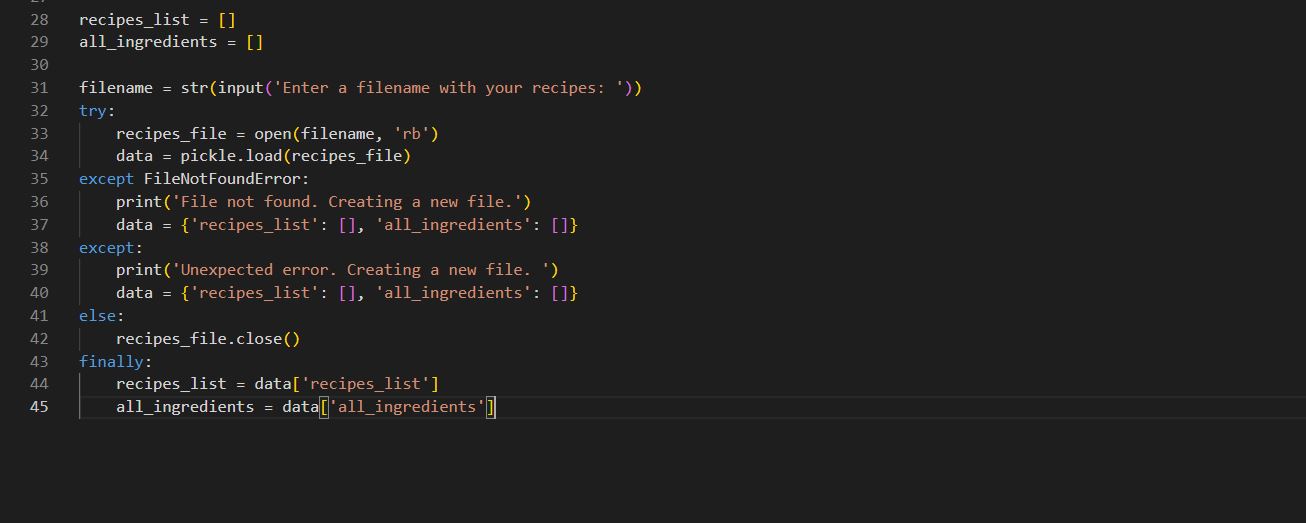 28 recipes_list = []
29 all_ingredients = []
30
31 filename = str(input('Enter a filename with your recipes: '))
32 try:
33     recipes_file = open(filename, 'rb')
34     data = pickle.load(recipes_file)
35 except FileNotFoundError:
36     print('File not found. Creating a new file.')
37     data = {'recipes_list': [], 'all_ingredients': []}
38 except:
39     print('Unexpected error. Creating a new file. ')
40     data = {'recipes_list': [], 'all_ingredients': []}
41 else:
42     recipes_file.close()
43 finally:
44     recipes_list = data['recipes_list']
45     all_ingredients = data['all_ingredients']